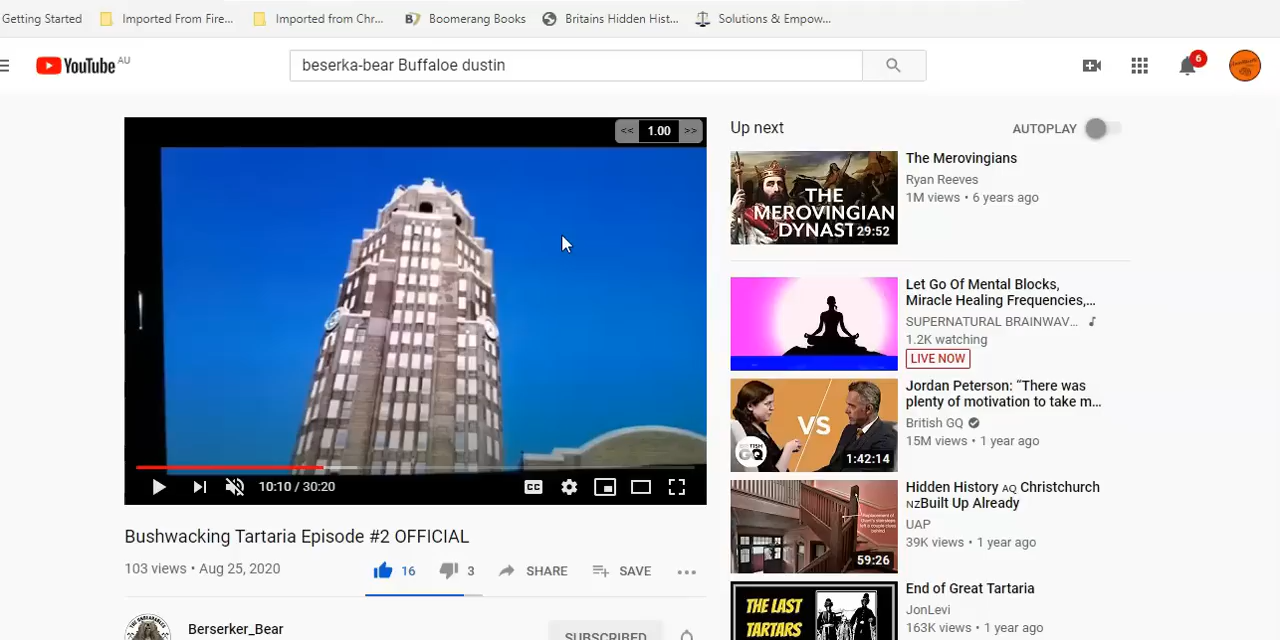 Getting Started
Imported From Fire...
Imported from Chr...
B7 Boomerang Books
Britains Hidden Hist...
Solutions & Empow...
YouTube AU
beserka-bear Buffaloe dustin
6
<< 1.00 >>
Up next
AUTOPLAY
THE
MEROVINGIAN
DYNAST
29:52
The Merovingians
Ryan Reeves
1M views • 6 years ago
Let Go Of Mental Blocks,
Miracle Healing Frequencies,...
SUPERNATURAL BRAINWAV...
1.2K watching
LIVE NOW
VS
GQ
1:42:14
Jordan Peterson: “There was
plenty of motivation to take m...
British GQ
15M views • 1 year ago
59:26
Hidden History AQ Christchurch
NZBuilt Up Already
UAP
39K views • 1 year ago
THE LAST
TARTARS
End of Great Tartaria
JonLevi
163K views • 1 year ago
10:10 / 30:20
CC
Bushwacking Tartaria Episode #2 OFFICIAL
103 views • Aug 25, 2020
16
3
SHARE
SAVE
Berserker_Bear
SUBSCRIBED